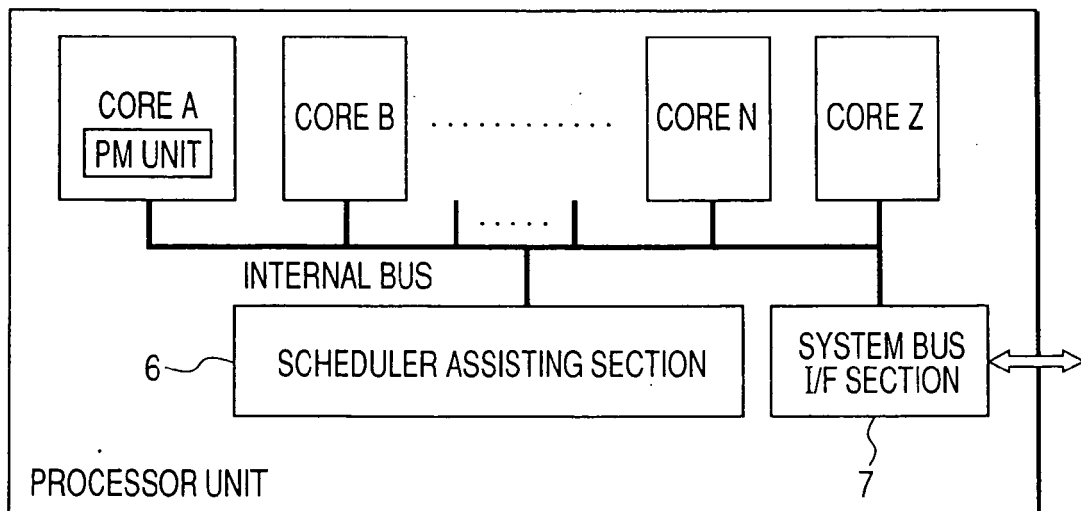 CORE A
PM UNIT
CORE B
. . . . . . . . . . . . .
CORE N
CORE Z
. . . . .
INTERNAL BUS
6
SCHEDULER ASSISTING SECTION
SYSTEM BUS
I/F SECTION
7
PROCESSOR UNIT